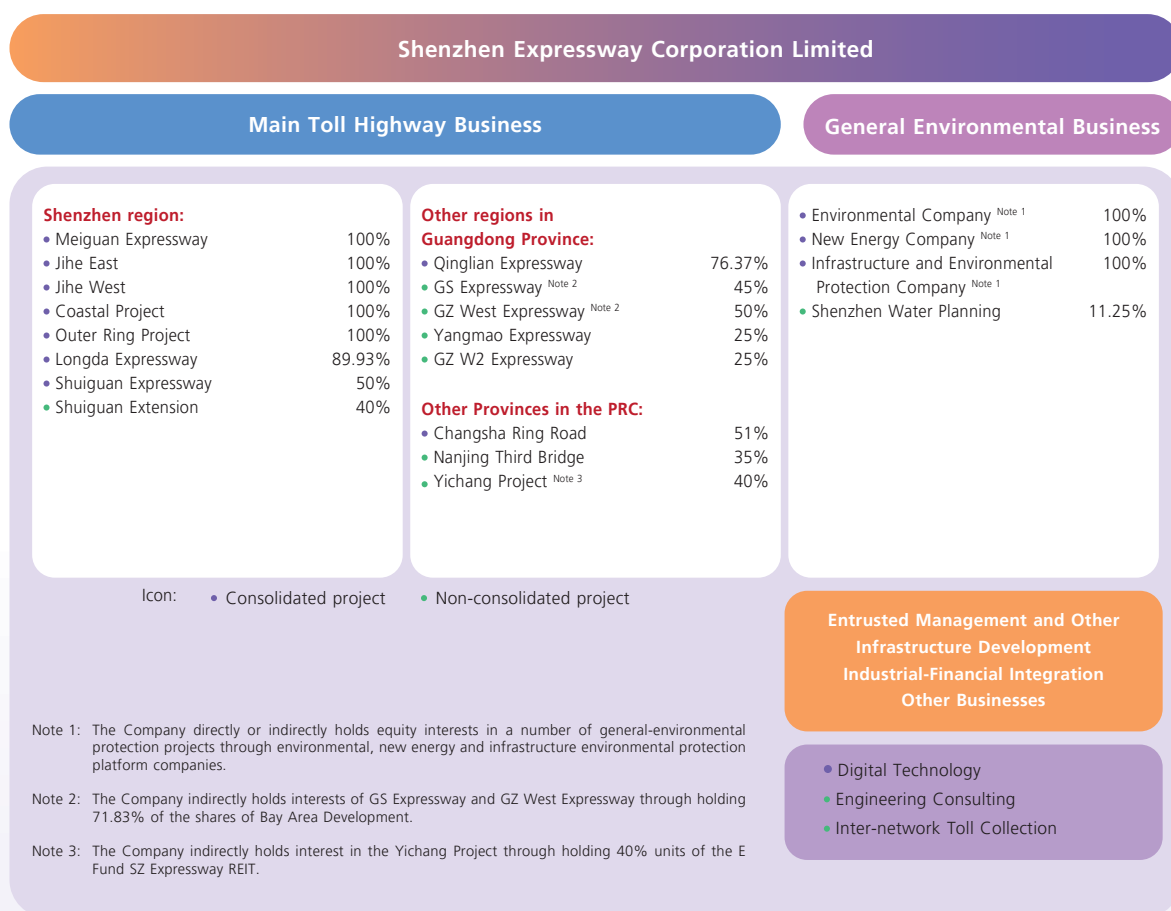 Shenzhen Expressway Corporation Limited
Main Toll Highway Business
General Environmental Business
Shenzhen region:
• Meiguan Expressway 100%
• Jihe East 100%
• Jihe West 100%
• Coastal Project 100%
• Outer Ring Project 100%
• Longda Expressway 89.93%
• Shuiguan Expressway 50%
• Shuiguan Extension 40%
Other regions in
Guangdong Province:
• Qinglian Expressway 76.37%
• GS Expressway Note 2 45%
• GZ West Expressway Note 2 50%
• Yangmao Expressway 25%
• GZ W2 Expressway 25%
Other Provinces in the PRC:
• Changsha Ring Road 51%
• Nanjing Third Bridge 35%
• Yichang Project Note 3 40%
• Environmental Company Note 1 100%
• New Energy Company Note 1 100%
• Infrastructure and Environmental 100%
Protection Company Note 1
• Shenzhen Water Planning 11.25%
Icon: • Consolidated project • Non-consolidated project
Entrusted Management and Other
Infrastructure Development
Industrial-Financial Integration
Other Businesses
• Digital Technology
• Engineering Consulting
• Inter-network Toll Collection
Note 1: The Company directly or indirectly holds equity interests in a number of general-environmental
protection projects through environmental, new energy and infrastructure environmental protection
platform companies.
Note 2: The Company indirectly holds interests of GS Expressway and GZ West Expressway through holding
71.83% of the shares of Bay Area Development.
Note 3: The Company indirectly holds interest in the Yichang Project through holding 40% units of the E
Fund SZ Expressway REIT.